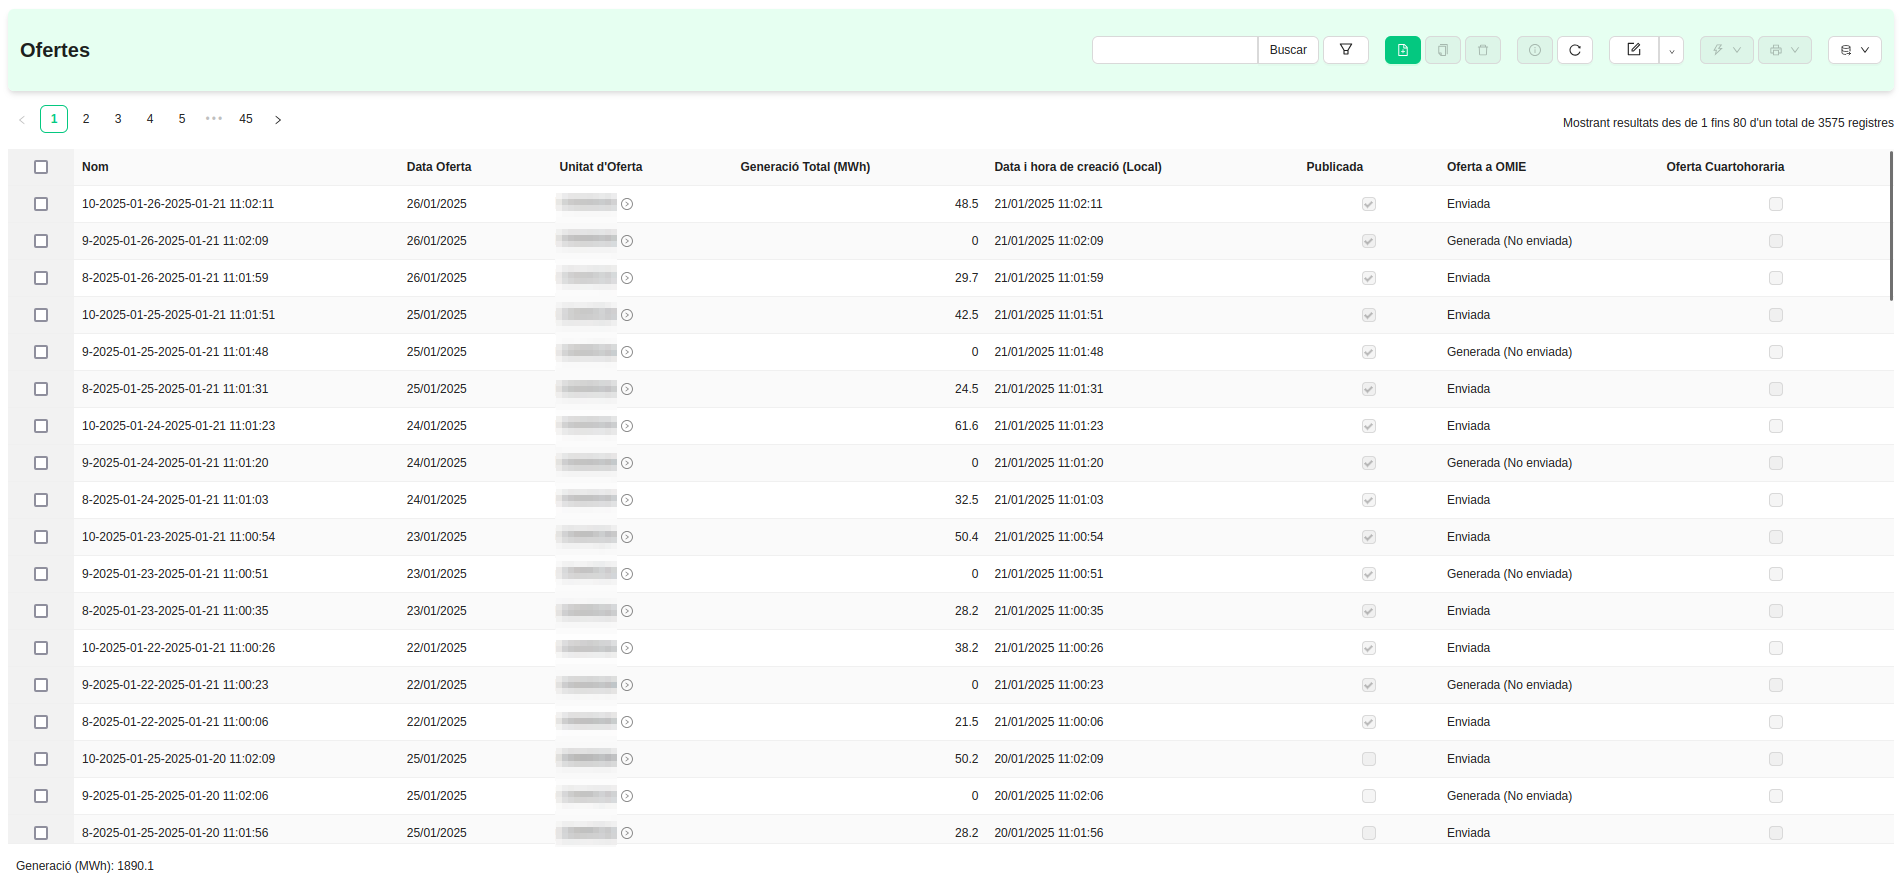 Ofertes
Buscar
1 2 3 4 5 ••• 45
Mostrant resultats des de 1 fins 80 d'un total de 3575 registres
Nom Data Oferta Unitat d'Oferta Generació Total (MWh) Data i hora de creació (Local) Publicada Oferta a OMIE Oferta Cuartohoraria
10-2025-01-26-2025-01-21 11:02:11 26/01/2025 48.5 21/01/2025 11:02:11 Enviada
9-2025-01-26-2025-01-21 11:02:09 26/01/2025 0 21/01/2025 11:02:09 Generada (No enviada)
8-2025-01-26-2025-01-21 11:01:59 26/01/2025 29.7 21/01/2025 11:01:59 Enviada
10-2025-01-25-2025-01-21 11:01:51 25/01/2025 42.5 21/01/2025 11:01:51 Enviada
9-2025-01-25-2025-01-21 11:01:48 25/01/2025 0 21/01/2025 11:01:48 Generada (No enviada)
8-2025-01-25-2025-01-21 11:01:31 25/01/2025 24.5 21/01/2025 11:01:31 Enviada
10-2025-01-24-2025-01-21 11:01:23 24/01/2025 61.6 21/01/2025 11:01:23 Enviada
9-2025-01-24-2025-01-21 11:01:20 24/01/2025 0 21/01/2025 11:01:20 Generada (No enviada)
8-2025-01-24-2025-01-21 11:01:03 24/01/2025 32.5 21/01/2025 11:01:03 Enviada
10-2025-01-23-2025-01-21 11:00:54 23/01/2025 50.4 21/01/2025 11:00:54 Enviada
9-2025-01-23-2025-01-21 11:00:51 23/01/2025 0 21/01/2025 11:00:51 Generada (No enviada)
8-2025-01-23-2025-01-21 11:00:35 23/01/2025 28.2 21/01/2025 11:00:35 Enviada
10-2025-01-22-2025-01-21 11:00:26 22/01/2025 38.2 21/01/2025 11:00:26 Enviada
9-2025-01-22-2025-01-21 11:00:23 22/01/2025 0 21/01/2025 11:00:23 Generada (No enviada)
8-2025-01-22-2025-01-21 11:00:06 22/01/2025 21.5 21/01/2025 11:00:06 Enviada
10-2025-01-25-2025-01-20 11:02:09 25/01/2025 50.2 20/01/2025 11:02:09 Enviada
9-2025-01-25-2025-01-20 11:02:06 25/01/2025 0 20/01/2025 11:02:06 Generada (No enviada)
8-2025-01-25-2025-01-20 11:01:56 25/01/2025 28.2 20/01/2025 11:01:56 Enviada
Generació (MWh): 1890.1